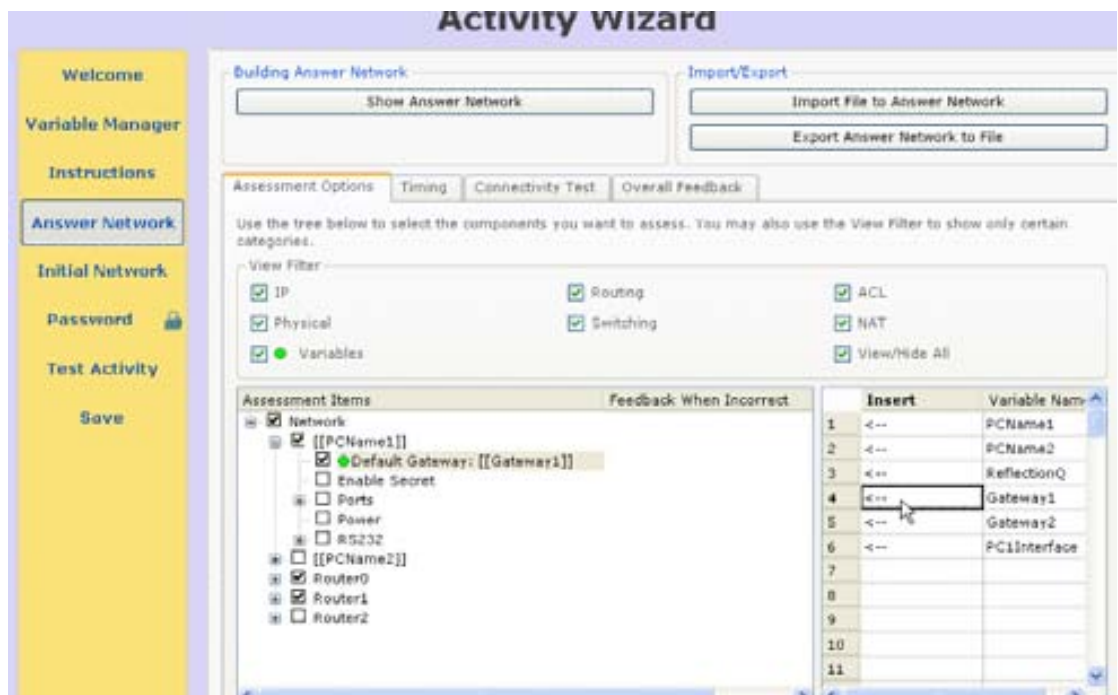 Activity Wizard
Welcome
Variable Manager
Instructions
Answer Network
Initial Network
Password
Test Activity
Save
Building Answer Network
Show Answer Network
Import/Export
Import File to Answer Network
Export Answer Network to File
Assessment Options
Timing
Connectivity Test
Overall Feedback
Use the tree below to select the components you want to assess. You may also use the View Filter to show only certain
categories.
View Filter
IP
Routing
ACL
Physical
Switching
NAT
Variables
View/Hide All
Assessment Items
Feedback When Incorrect
Network
[[PCName1]]
Default Gateway: [[Gateway1]]
Enable Secret
Ports
Power
RS232
[[PCName2]]
Router0
Router1
Router2
Insert Variable Nam
1 <-- PCName1
2 <-- PCName2
3 <-- ReflectionQ
4 <-- Gateway1
5 <-- Gateway2
6 <-- PC1Interface
7
8
9
10
11